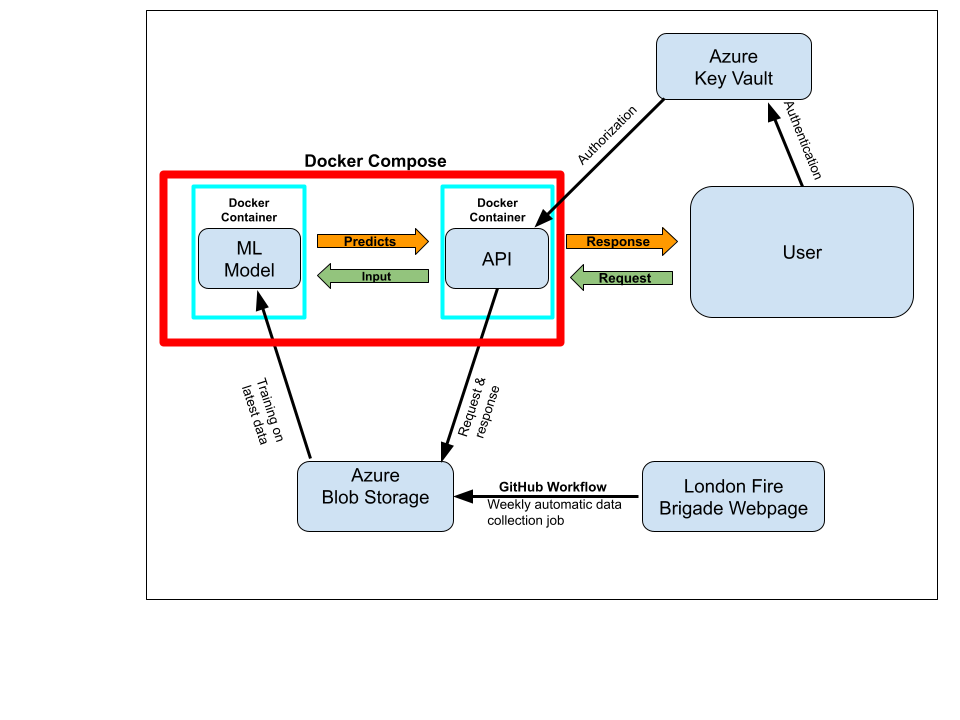 Azure
Key Vault
Authorization
Authentication
Docker Compose
Docker
Container
ML
Model
Predicts
Input
Docker
Container
API
Response
Request
User
Training on
latest data
Request &
response
Azure
Blob Storage
GitHub Workflow
Weekly automatic data
collection job
London Fire
Brigade Webpage